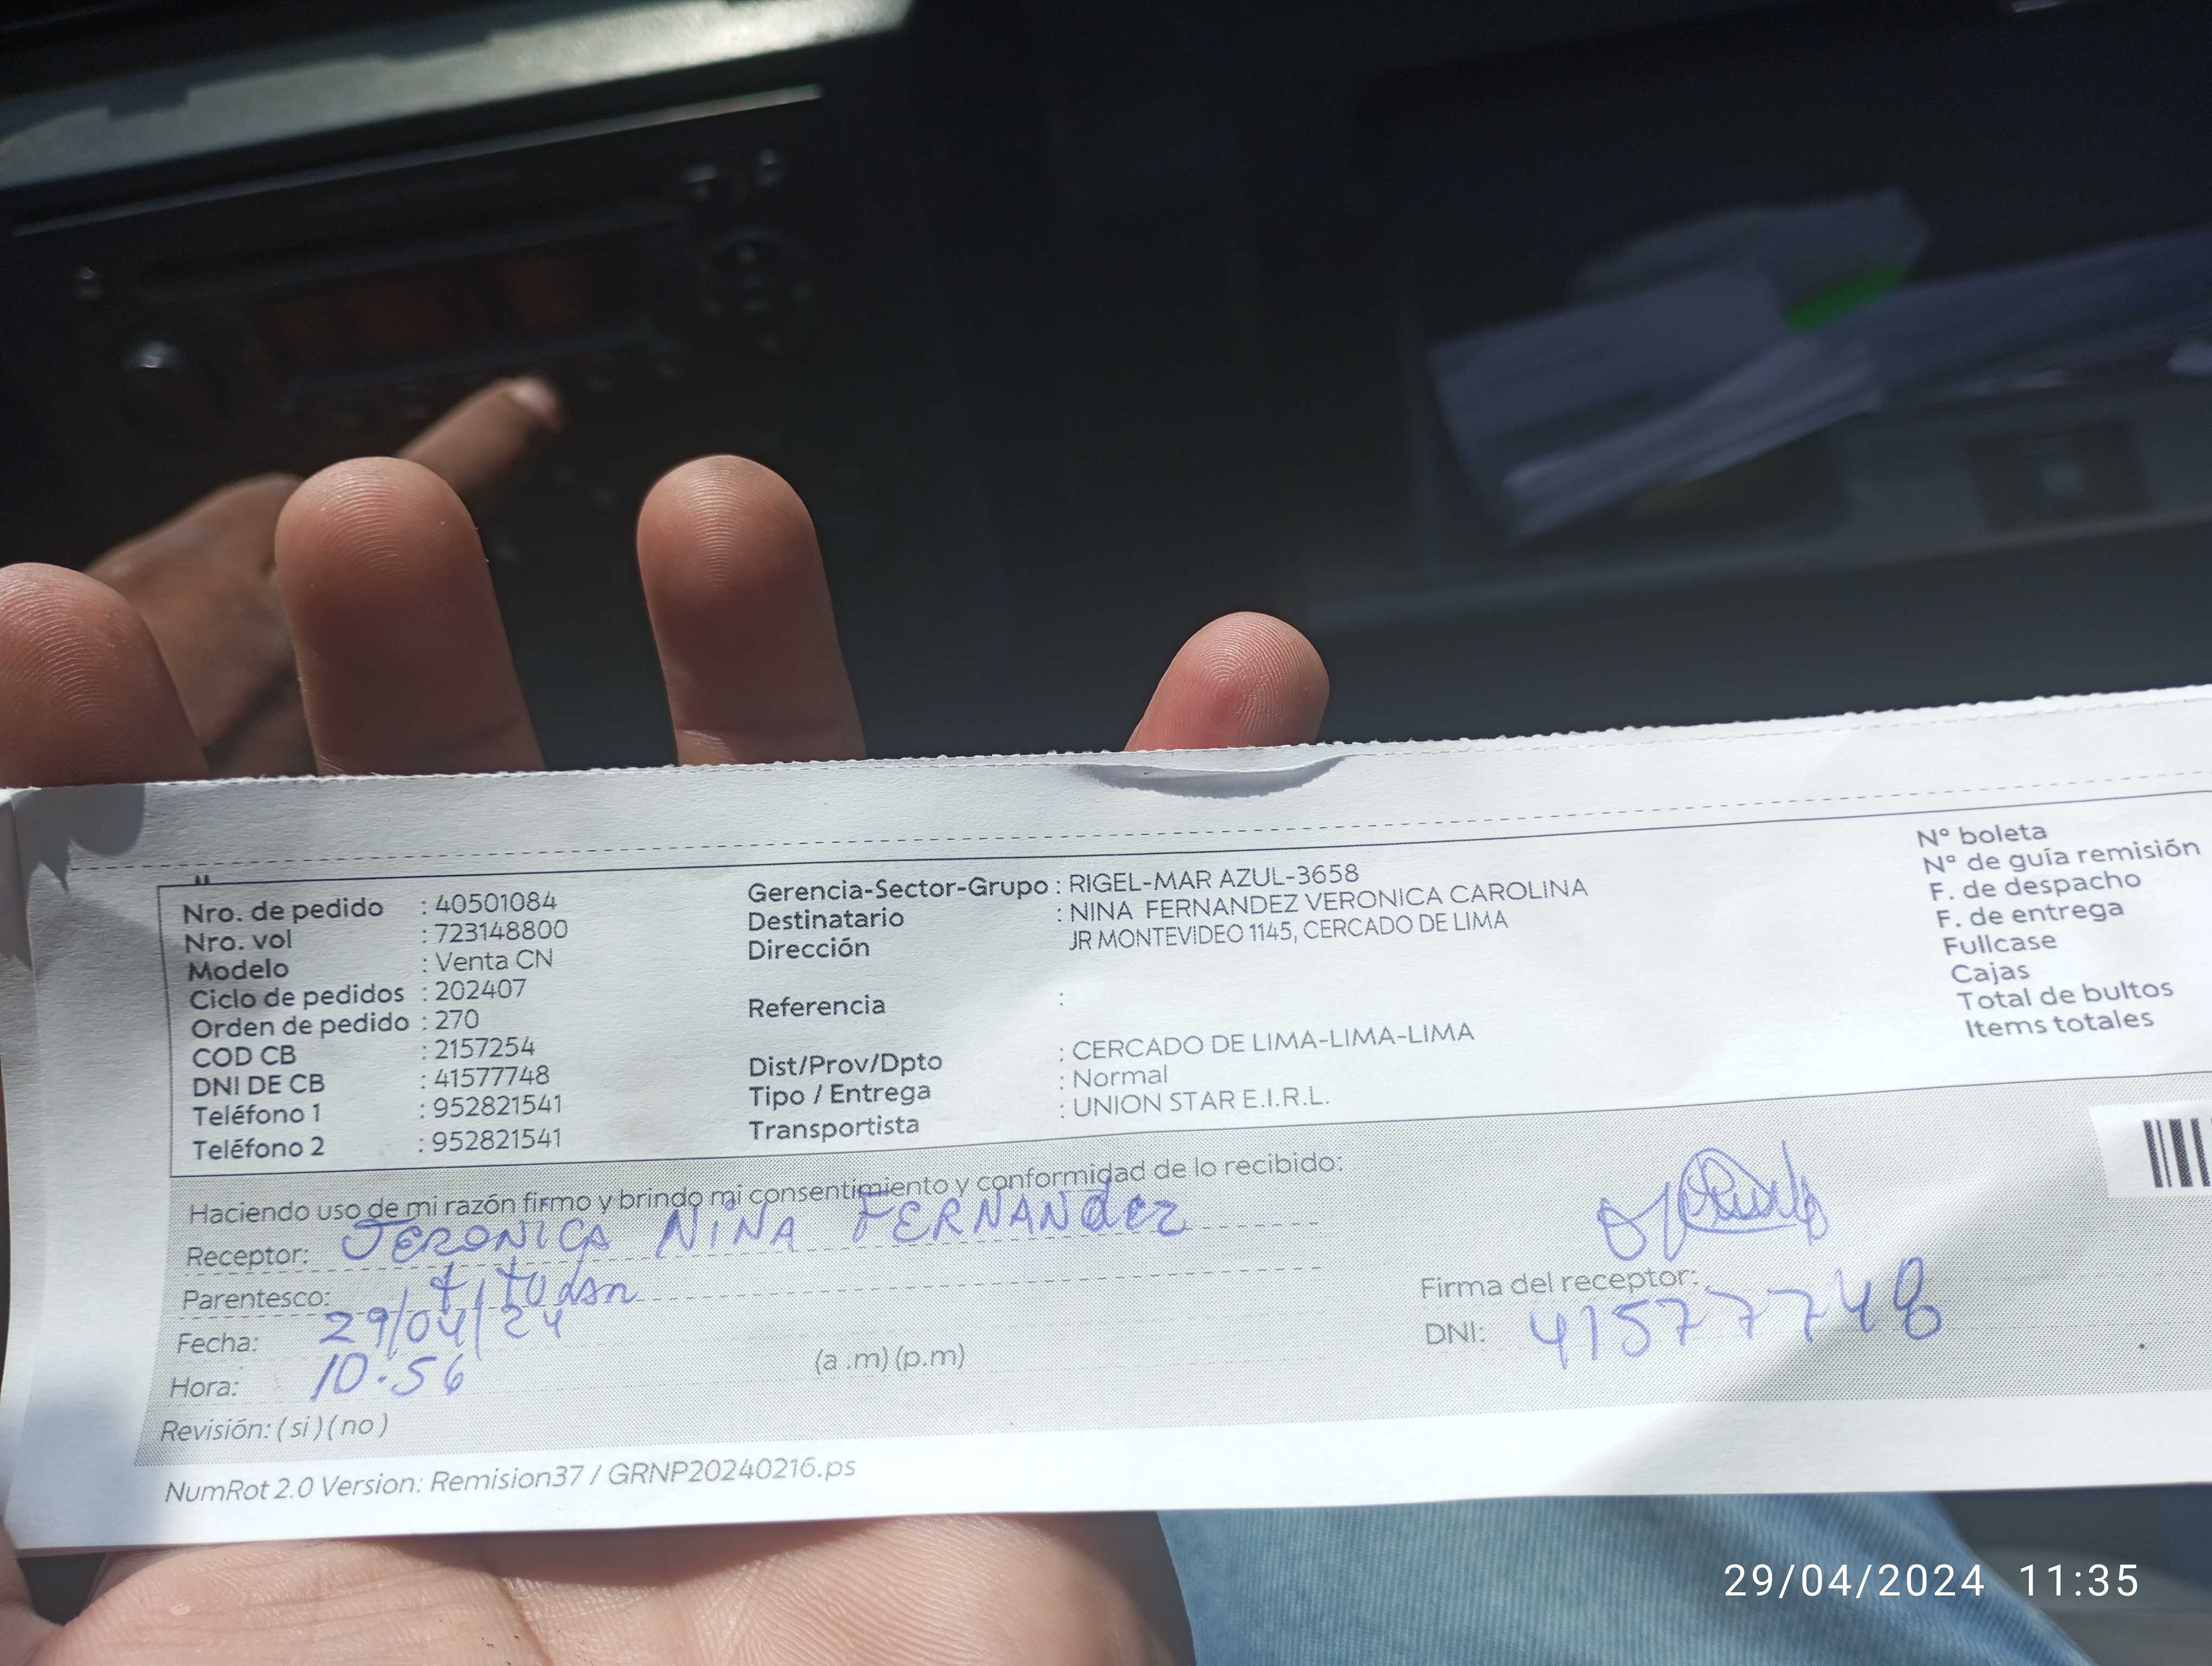 Nro. de pedido : 40501084
Nro. vol : 723148800
Modelo : Venta CN
Ciclo de pedidos : 202407
Orden de pedido : 270
COD CB : 2157254
DNI DE CB : 41577748
Teléfono 1 : 952821541
Teléfono 2 : 952821541
Gerencia-Sector-Grupo : RIGEL-MAR AZUL-3658
Destinatario : NINA FERNANDEZ VERONICA CAROLINA
Dirección JR MONTEVIDEO 1145, CERCADO DE LIMA
Referencia :
Dist/Prov/Dpto : CERCADO DE LIMA-LIMA-LIMA
Tipo / Entrega : Normal
Transportista : UNION STAR E.I.R.L.
N° boleta
N° de guía remisión
F. de despacho
F. de entrega
Fullcase
Cajas
Total de bultos
Items totales
Haciendo uso de mi razón firmo y brindo mi consentimiento y conformidad de lo recibido:
Receptor: VERONICA NINA FERNANdEZ
Parentesco:
Fecha: 29/04/24
Hora: 10:56 (a .m) (p.m)
Revisión: ( si ) ( no )
Firma del receptor:
DNI: 41577748
NumRot 2.0 Version: Remision37 / GRNP20240216.ps
29/04/2024 11:35